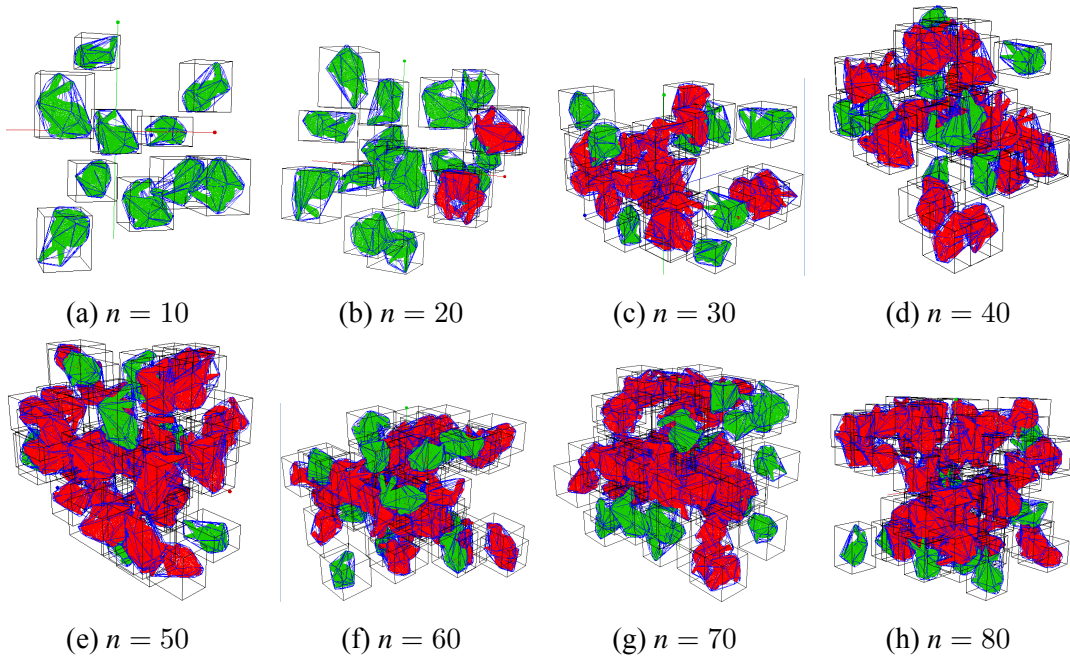 (a) n = 10
(b) n = 20
(c) n = 30
(d) n = 40
(e) n = 50
(f) n = 60
(g) n = 70
(h) n = 80